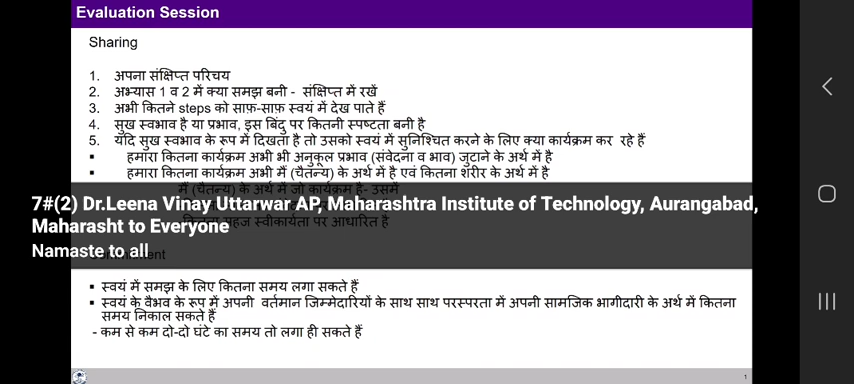 Evaluation Session
Sharing
1. अपना संक्षिप्त परिचय
2. अभ्यास 1 व 2 में क्या समझ बनी - संक्षिप्त में रखें
3. अभी कितने steps को साफ़-साफ़ स्वयं में देख पाते हैं
4. सुख स्वभाव है या प्रभाव, इस बिंदु पर कितनी स्पष्टता बनी है
5. यदि सुख स्वभाव के रूप में दिखता है तो उसको स्वयं में सुनिश्चित करने के लिए क्या कार्यक्रम कर रहे हैं
▪ हमारा कितना कार्यक्रम अभी भी अनुकूल प्रभाव (संवेदना व भाव) जुटाने के अर्थ में है
▪ हमारा कितना कार्यक्रम अभी मैं (चैतन्य) के अर्थ में है एवं कितना शरीर के अर्थ में है
मैं (चैतन्य) के अर्थ में जो कार्यक्रम है- उसमें
7#(2) Dr.Leena Vinay Uttarwar AP, Maharashtra Institute of Technology, Aurangabad,
Maharasht to Everyone
सहज स्वीकार्यता पर आधारित है
Namaste to all
▪ स्वयं में समझ के लिए कितना समय लगा सकते हैं
▪ स्वयं के वैभव के रूप में अपनी वर्तमान जिम्मेदारियों के साथ साथ परस्परता में अपनी सामजिक भागीदारी के अर्थ में कितना
समय निकाल सकते हैं
- कम से कम दो-दो घंटे का समय तो लगा ही सकते हैं
1